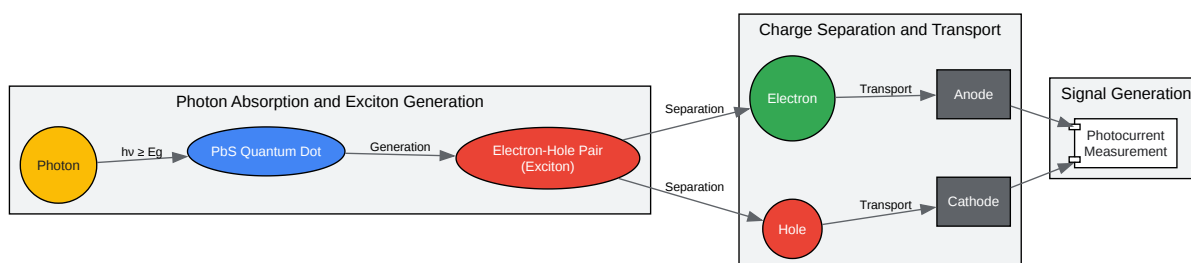 Photon Absorption and Exciton Generation
Photon
hν ≥ Eg
PbS Quantum Dot
Generation
Electron-Hole Pair
(Exciton)
Separation
Separation
Charge Separation and Transport
Electron
Transport
Anode
Hole
Transport
Cathode
Signal Generation
Photocurrent
Measurement